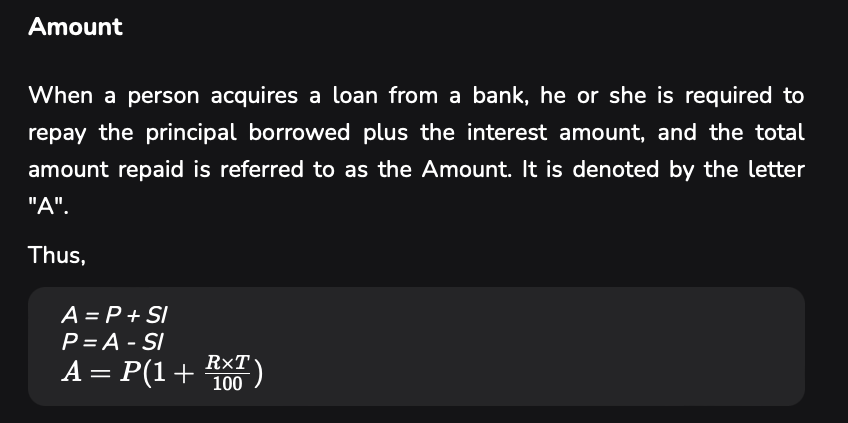 Amount
When a person acquires a loan from a bank, he or she is required to
repay the principal borrowed plus the interest amount, and the total
amount repaid is referred to as the Amount. It is denoted by the letter
"A".
Thus,
A = P + SI
P = A - SI
A = P(1 + R×T/100)